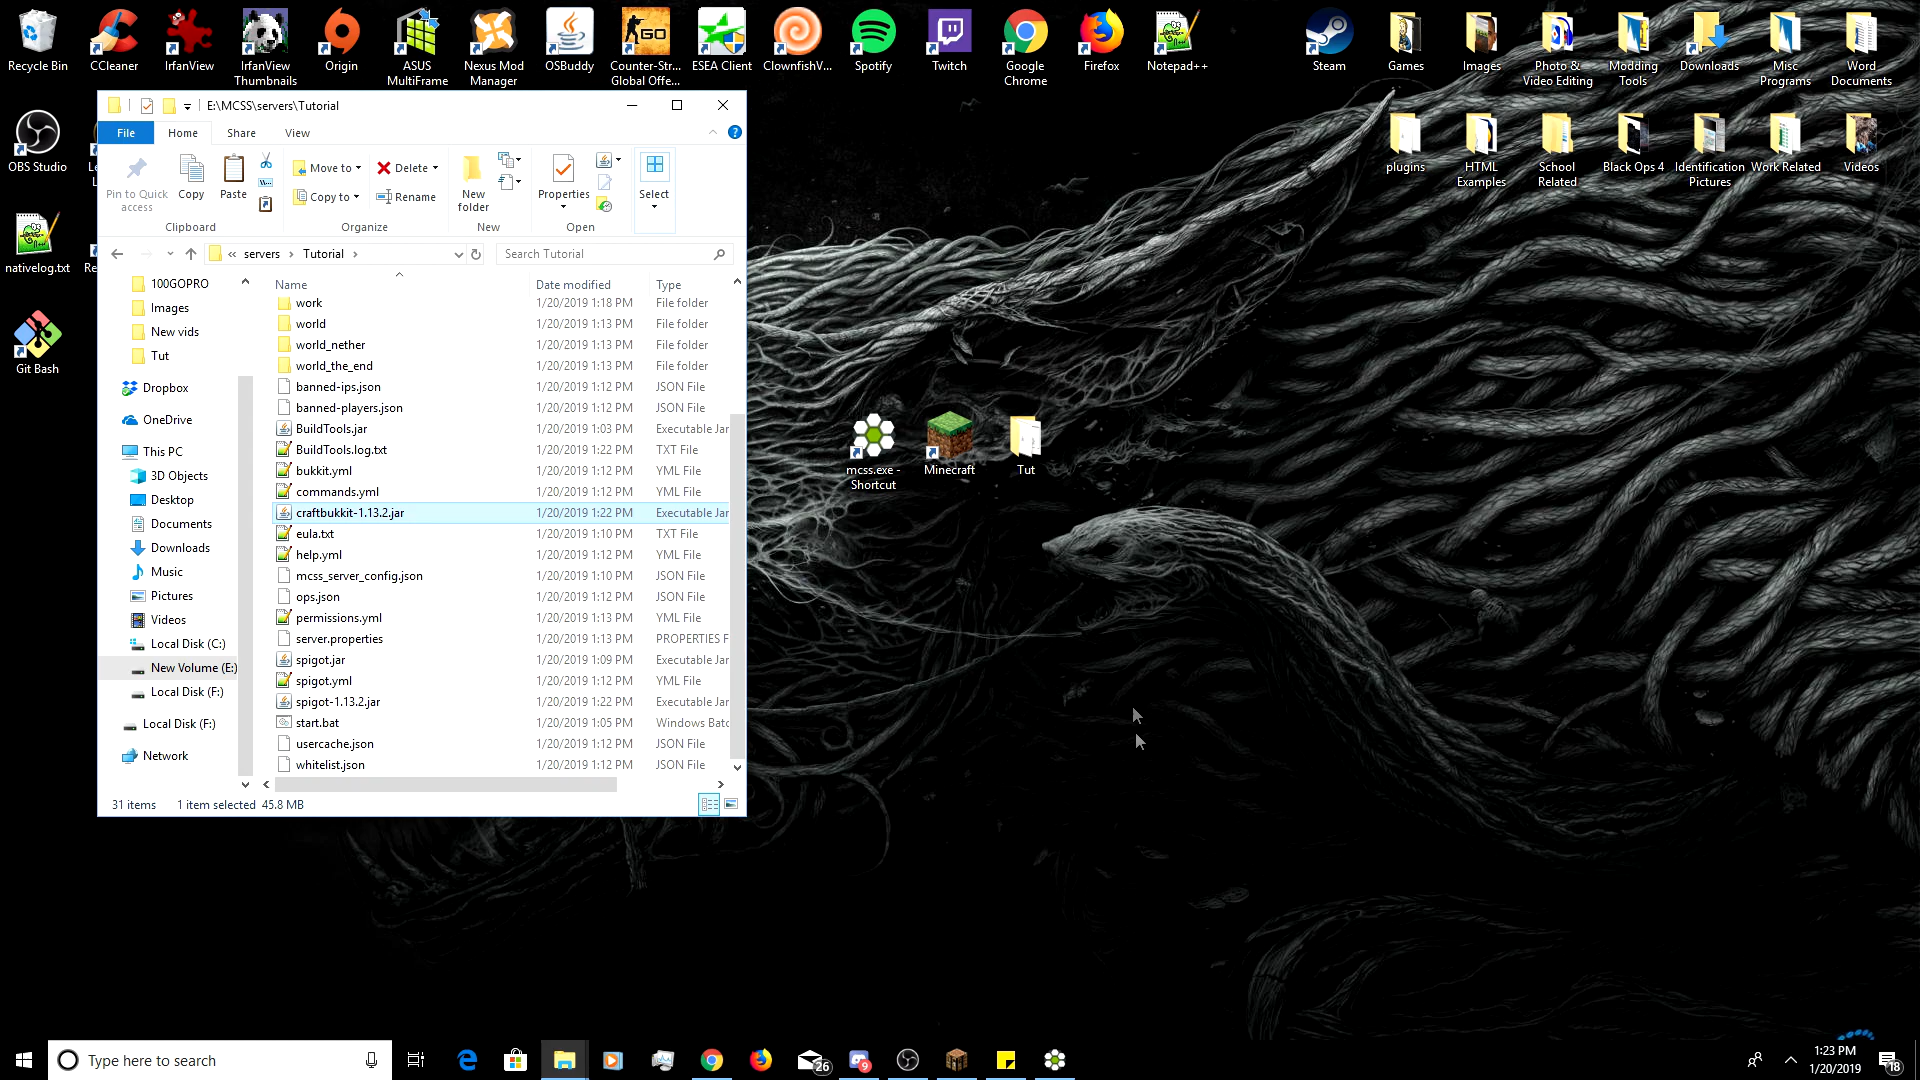 Recycle Bin
CCleaner
IrfanView
IrfanView
Thumbnails
Origin
ASUS
MultiFrame
Nexus Mod
Manager
OSBuddy
Counter-Str...
Global Offe...
GO
ESEA Client
ClownfishV...
Spotify
Twitch
Google
Chrome
Firefox
Notepad++
Steam
Games
Images
Photo &
Video Editing
Modding
Tools
Downloads
Misc
Programs
Word
Documents
OBS Studio
plugins
HTML
Examples
School
Related
Black Ops 4
Identification
Pictures
Work Related
Videos
nativelog.txt
Git Bash
E:\MCSS\servers\Tutorial
File
Home
Share
View
Pin to Quick
access
Copy
Paste
Clipboard
Move to
Copy to
Delete
Rename
Organize
New
folder
New
Properties
Open
Select
servers
Tutorial
Search Tutorial
100GOPRO
Images
New vids
Tut
Dropbox
OneDrive
This PC
3D Objects
Desktop
Documents
Downloads
Music
Pictures
Videos
Local Disk (C:)
New Volume (E:)
Local Disk (F:)
Local Disk (F:)
Network
Name Date modified Type
work 1/20/2019 1:18 PM File folder
world 1/20/2019 1:13 PM File folder
world_nether 1/20/2019 1:13 PM File folder
world_the_end 1/20/2019 1:13 PM File folder
banned-ips.json 1/20/2019 1:12 PM JSON File
banned-players.json 1/20/2019 1:12 PM JSON File
BuildTools.jar 1/20/2019 1:03 PM Executable Jar
BuildTools.log.txt 1/20/2019 1:22 PM TXT File
bukkit.yml 1/20/2019 1:12 PM YML File
commands.yml 1/20/2019 1:12 PM YML File
craftbukkit-1.13.2.jar 1/20/2019 1:22 PM Executable Jar
eula.txt 1/20/2019 1:10 PM TXT File
help.yml 1/20/2019 1:12 PM YML File
mcss_server_config.json 1/20/2019 1:10 PM JSON File
ops.json 1/20/2019 1:12 PM JSON File
permissions.yml 1/20/2019 1:13 PM YML File
server.properties 1/20/2019 1:13 PM PROPERTIES F
spigot.jar 1/20/2019 1:09 PM Executable Jar
spigot.yml 1/20/2019 1:12 PM YML File
spigot-1.13.2.jar 1/20/2019 1:22 PM Executable Jar
start.bat 1/20/2019 1:05 PM Windows Batc
usercache.json 1/20/2019 1:12 PM JSON File
whitelist.json 1/20/2019 1:12 PM JSON File
31 items 1 item selected 45.8 MB
mcss.exe -
Shortcut
Minecraft
Tut
Type here to search
26
9
1:23 PM
1/20/2019
18